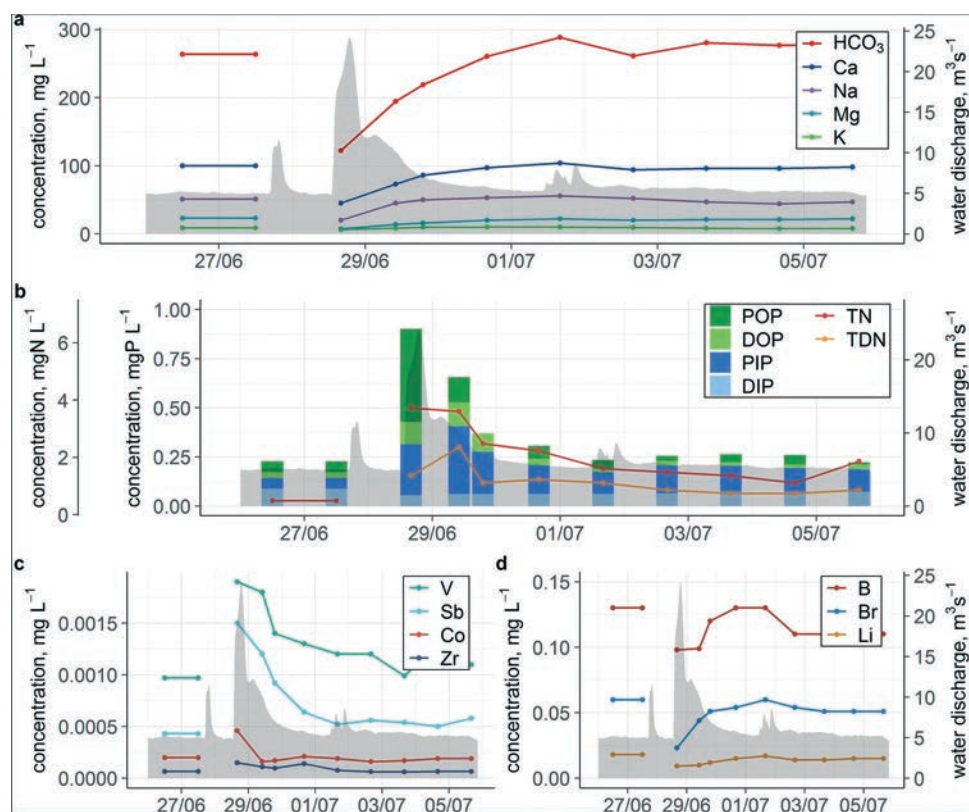 a
300
200
100
0
concentration, mg L⁻¹
HCO₃
Ca
Na
Mg
K
25
20
15
10
5
0
water discharge, m³s⁻¹
27/06 29/06 01/07 03/07 05/07
b
6
4
2
0
concentration, mgN L⁻¹
1.00
0.75
0.50
0.25
0.00
concentration, mgP L⁻¹
POP TN
DOP TDN
PIP
DIP
20
10
0
water discharge, m³s⁻¹
27/06 29/06 01/07 03/07 05/07
c
0.0015
0.0010
0.0005
0.0000
concentration, mg L⁻¹
V
Sb
Co
Zr
27/06 29/06 01/07 03/07 05/07
d
0.15
0.10
0.05
0.00
concentration, mg L⁻¹
B
Br
Li
25
20
15
10
5
0
water discharge, m³s⁻¹
27/06 29/06 01/07 03/07 05/07